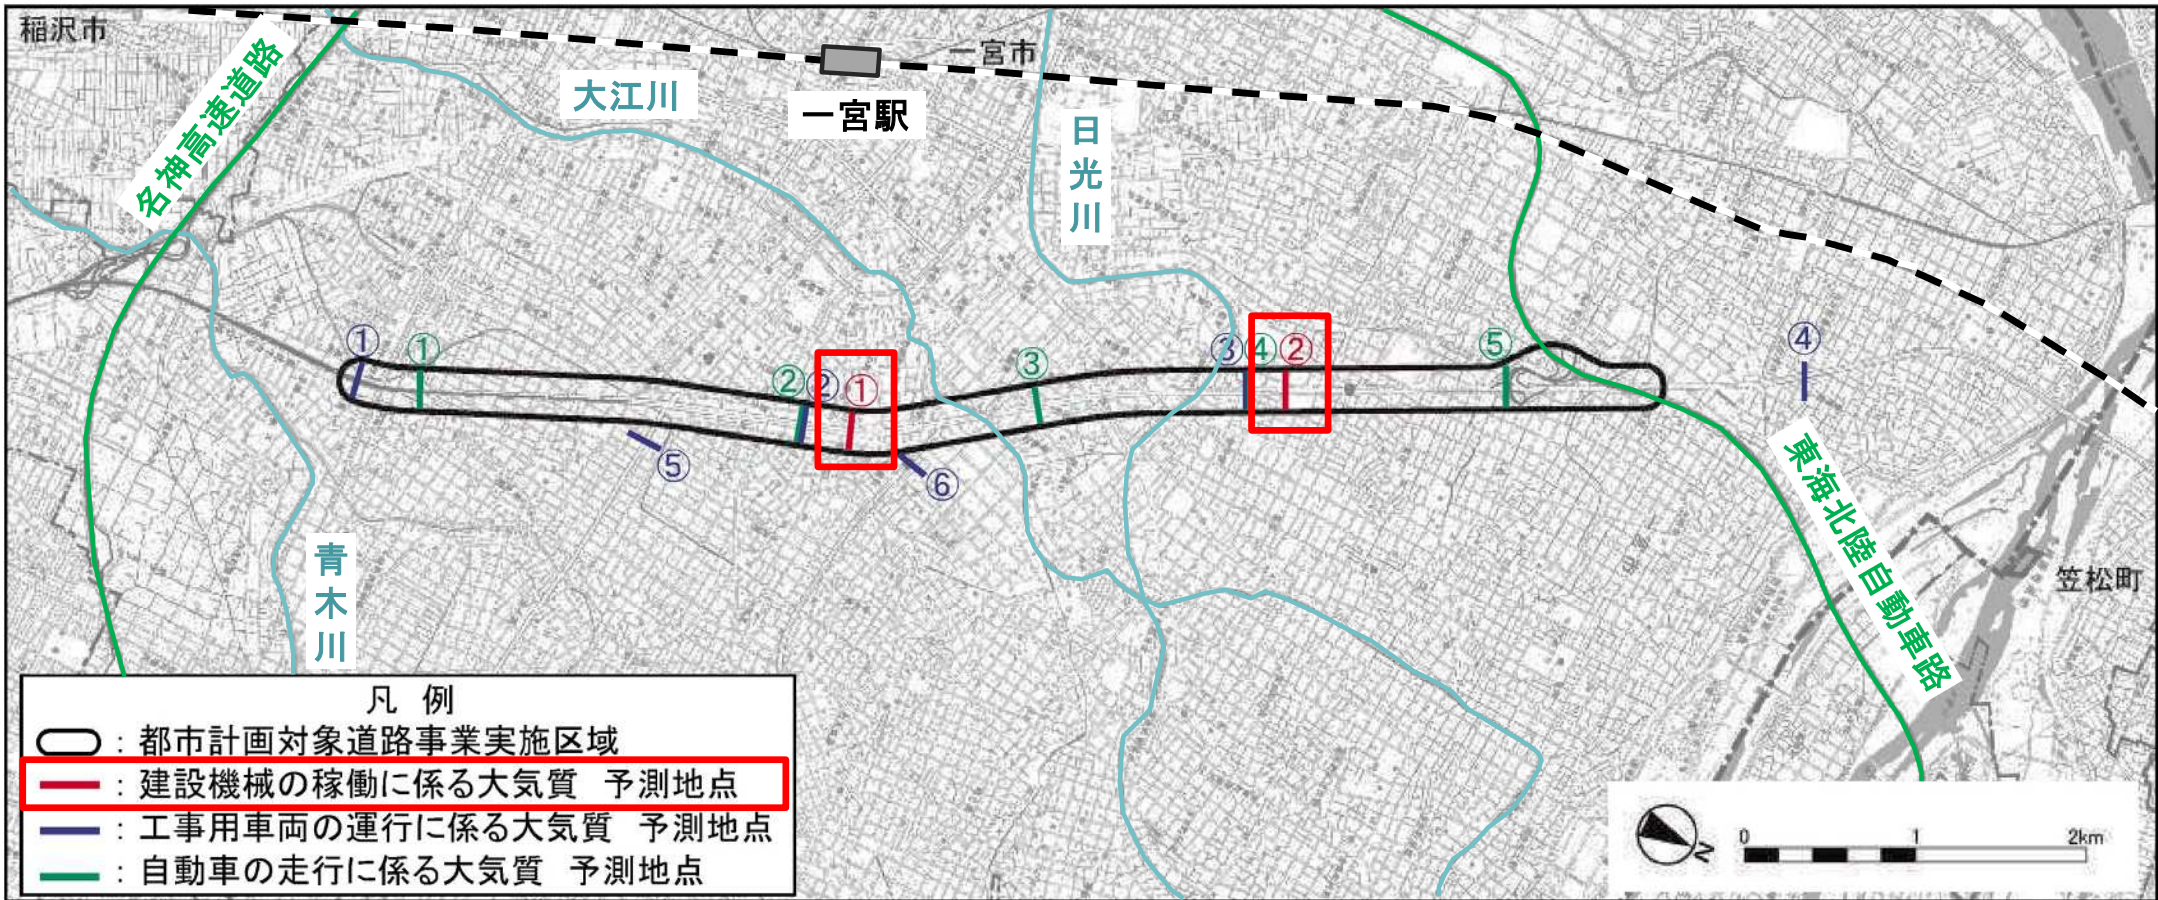 稲沢市
名神高速道路
大江川
一宮市
一宮駅
日光川
① ① ② ② ① ③ ③ ④ ② ⑤ ④
⑤ ⑥
青木川
東海北陸自動車路
笠松町
凡 例
：都市計画対象道路事業実施区域
：建設機械の稼働に係る大気質 予測地点
：工事用車両の運行に係る大気質 予測地点
：自動車の走行に係る大気質 予測地点
N
0 1 2km